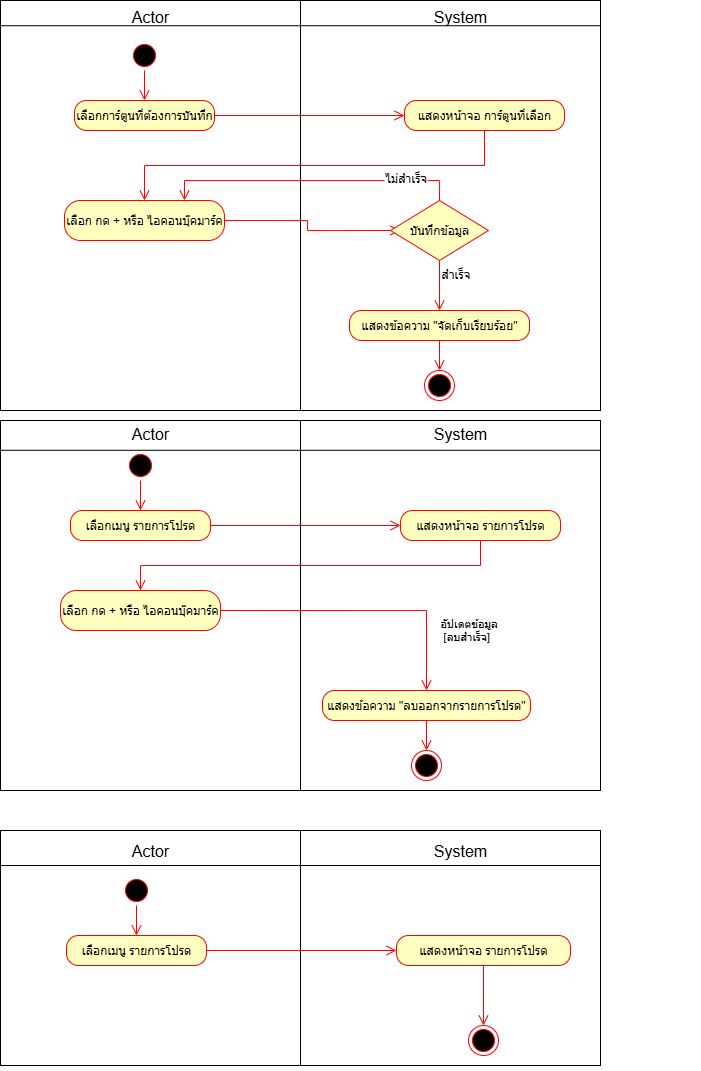 Actor
System
เลือกการ์ตูนที่ต้องการบันทึก
แสดงหน้าจอ การ์ตูนที่เลือก
ไม่สำเร็จ
เลือก กด + หรือ ไอคอนบุ๊คมาร์ค
บันทึกข้อมูล
สำเร็จ
แสดงข้อความ "จัดเก็บเรียบร้อย"
Actor
System
เลือกเมนู รายการโปรด
แสดงหน้าจอ รายการโปรด
เลือก กด + หรือ ไอคอนบุ๊คมาร์ค
อัปเดตข้อมูล
[ลบสำเร็จ]
แสดงข้อความ "ลบออกจากรายการโปรด"
Actor
System
เลือกเมนู รายการโปรด
แสดงหน้าจอ รายการโปรด